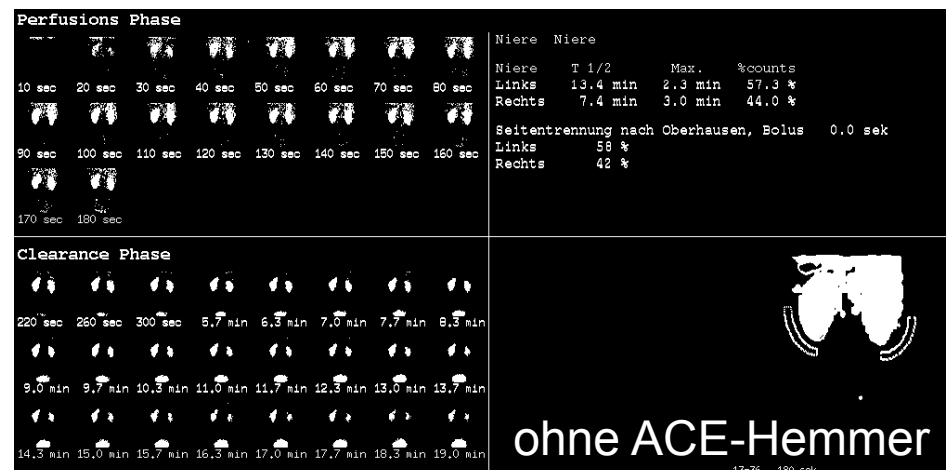 Perfusions Phase
10 sec 20 sec 30 sec 40 sec 50 sec 60 sec 70 sec 80 sec
90 sec 100 sec 110 sec 120 sec 130 sec 140 sec 150 sec 160 sec
170 sec 180 sec
Niere Niere
Niere T 1/2 Max. %counts
Links 13.4 min 2.3 min 57.3 %
Rechts 7.4 min 3.0 min 44.0 %
Seitentrennung nach Oberhausen, Bolus 0.0 sek
Links 58 %
Rechts 42 %
Clearance Phase
220 sec 260 sec 300 sec 5.7 min 6.3 min 7.0 min 7.7 min 8.3 min
9.0 min 9.7 min 10.3 min 11.0 min 11.7 min 12.3 min 13.0 min 13.7 min
14.3 min 15.0 min 15.7 min 16.3 min 17.0 min 17.7 min 18.3 min 19.0 min
ohne ACE-Hemmer
180 sek